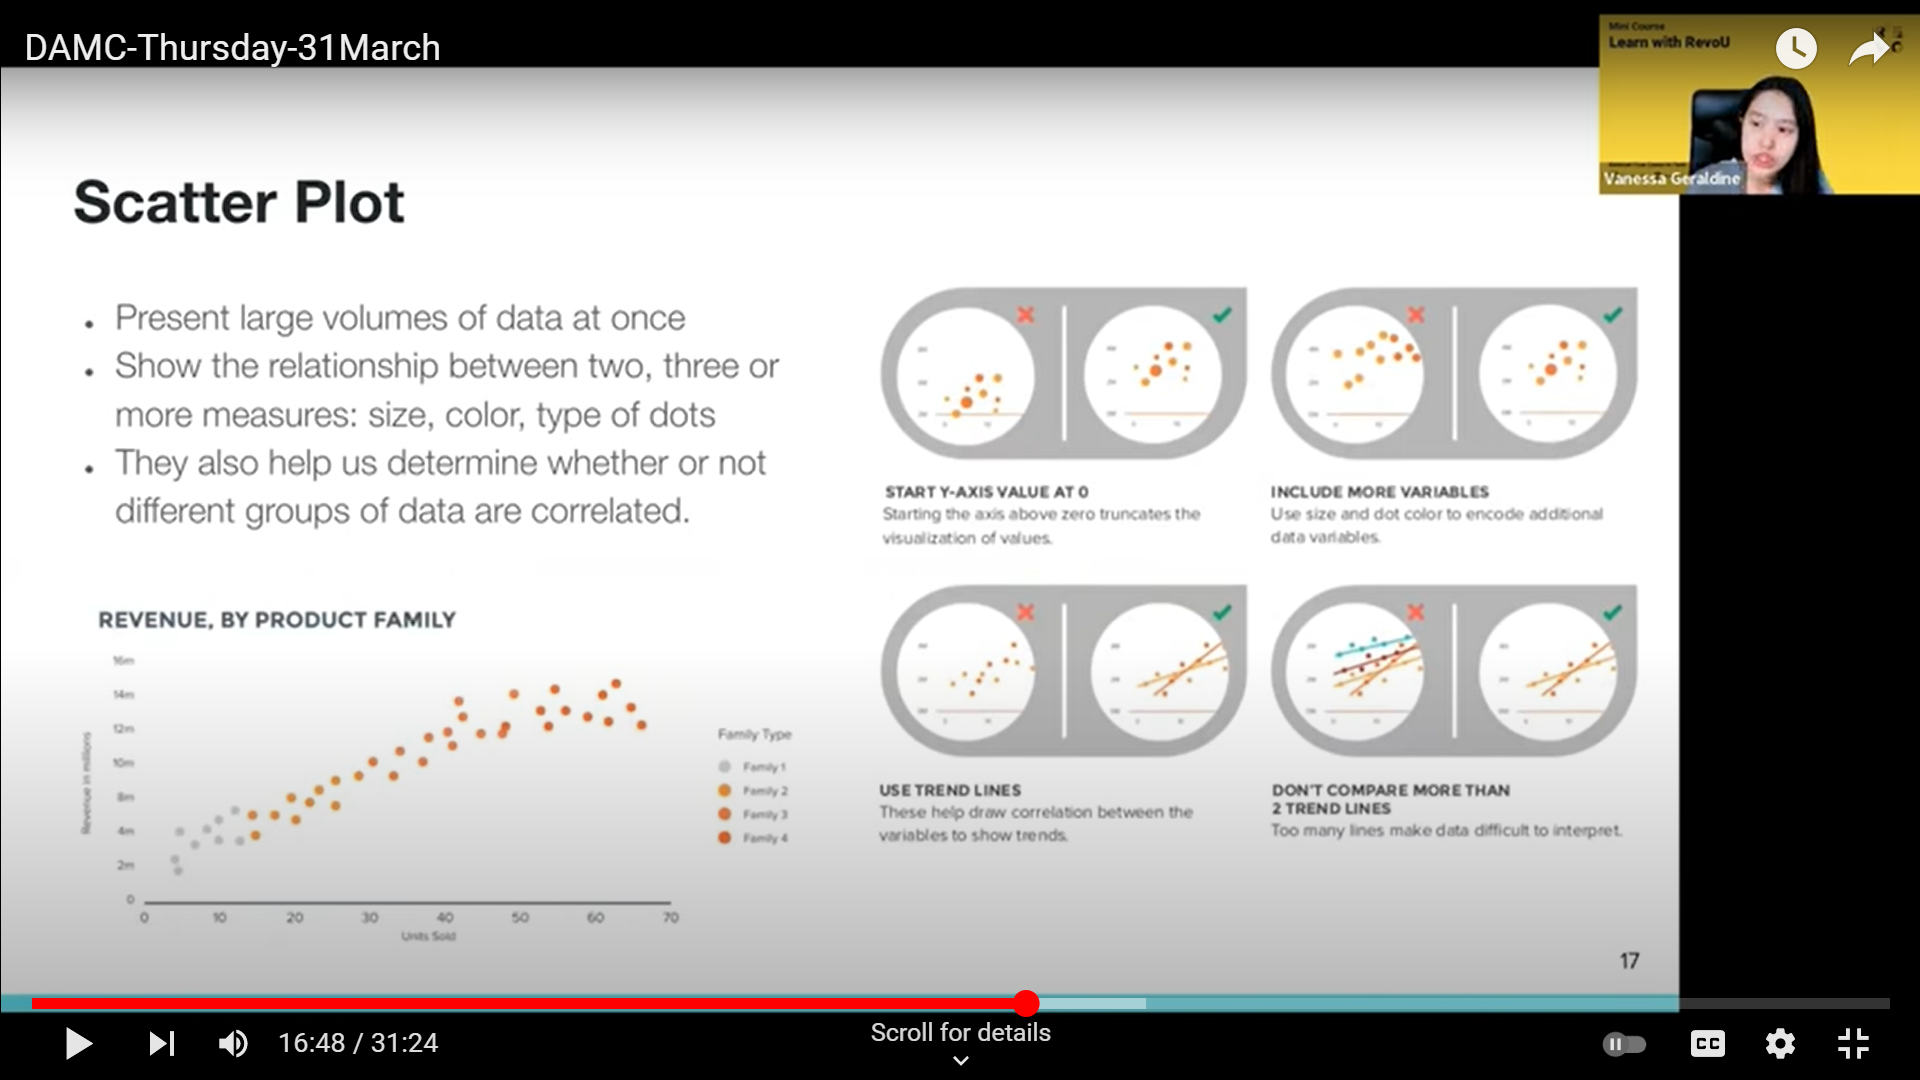 DAMC-Thursday-31March
Mini Course
Learn with RevoU
Vanessa Geraldine
Scatter Plot
Present large volumes of data at once
Show the relationship between two, three or
more measures: size, color, type of dots
They also help us determine whether or not
different groups of data are correlated.
START Y-AXIS VALUE AT 0
Starting the axis above zero truncates the
visualization of values.
INCLUDE MORE VARIABLES
Use size and dot color to encode additional
data variables.
USE TREND LINES
These help draw correlation between the
variables to show trends.
DON'T COMPARE MORE THAN
2 TREND LINES
Too many lines make data difficult to interpret.
REVENUE, BY PRODUCT FAMILY
Revenue in millions
16m
14m
12m
10m
8m
4m
2m
0
0 10 20 30 40 50 60 70
Units Sold
Family Type
Family 1
Family 2
Family 3
Family 4
17
16:48 / 31:24
Scroll for details
CC